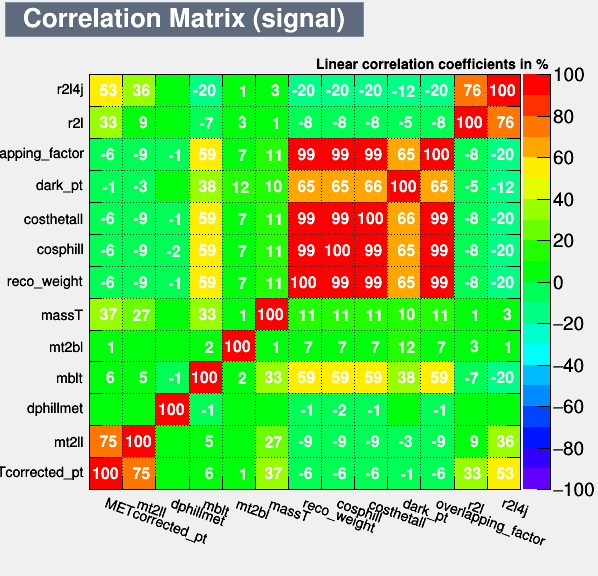 Correlation Matrix (signal)
Linear correlation coefficients in %
r2l4j 53 36 -20 1 3 -20 -20 -20 -12 -20 76 100
r2l 33 9 -7 3 1 -8 -8 -8 -5 -8 100 76
apping_factor -6 -9 -1 59 7 11 99 99 99 65 100 -8 -20
dark_pt -1 -3 38 12 10 65 65 66 100 65 -5 -12
costhetall -6 -9 -1 59 7 11 99 99 100 66 99 -8 -20
cosphill -6 -9 -2 59 7 11 99 100 99 65 99 -8 -20
reco_weight -6 -9 -1 59 7 11 100 99 99 65 99 -8 -20
massT 37 27 33 1 100 11 11 11 10 11 1 3
mt2bl 1 2 100 1 7 7 7 12 7 3 1
mblt 6 5 -1 100 2 33 59 59 59 38 59 -7 -20
dphillmet 100 -1 -1 -2 -1 -1
mt2ll 75 100 5 27 -9 -9 -9 -3 -9 9 36
Tcorrected_pt 100 75 6 1 37 -6 -6 -6 -1 -6 33 53
METcorrected_pt mt2ll dphillmet mblt mt2bl massT reco_weight cosphill costhetall dark_pt overlapping_factor r2l r2l4j
100
80
60
40
20
0
−20
−40
−60
−80
−100